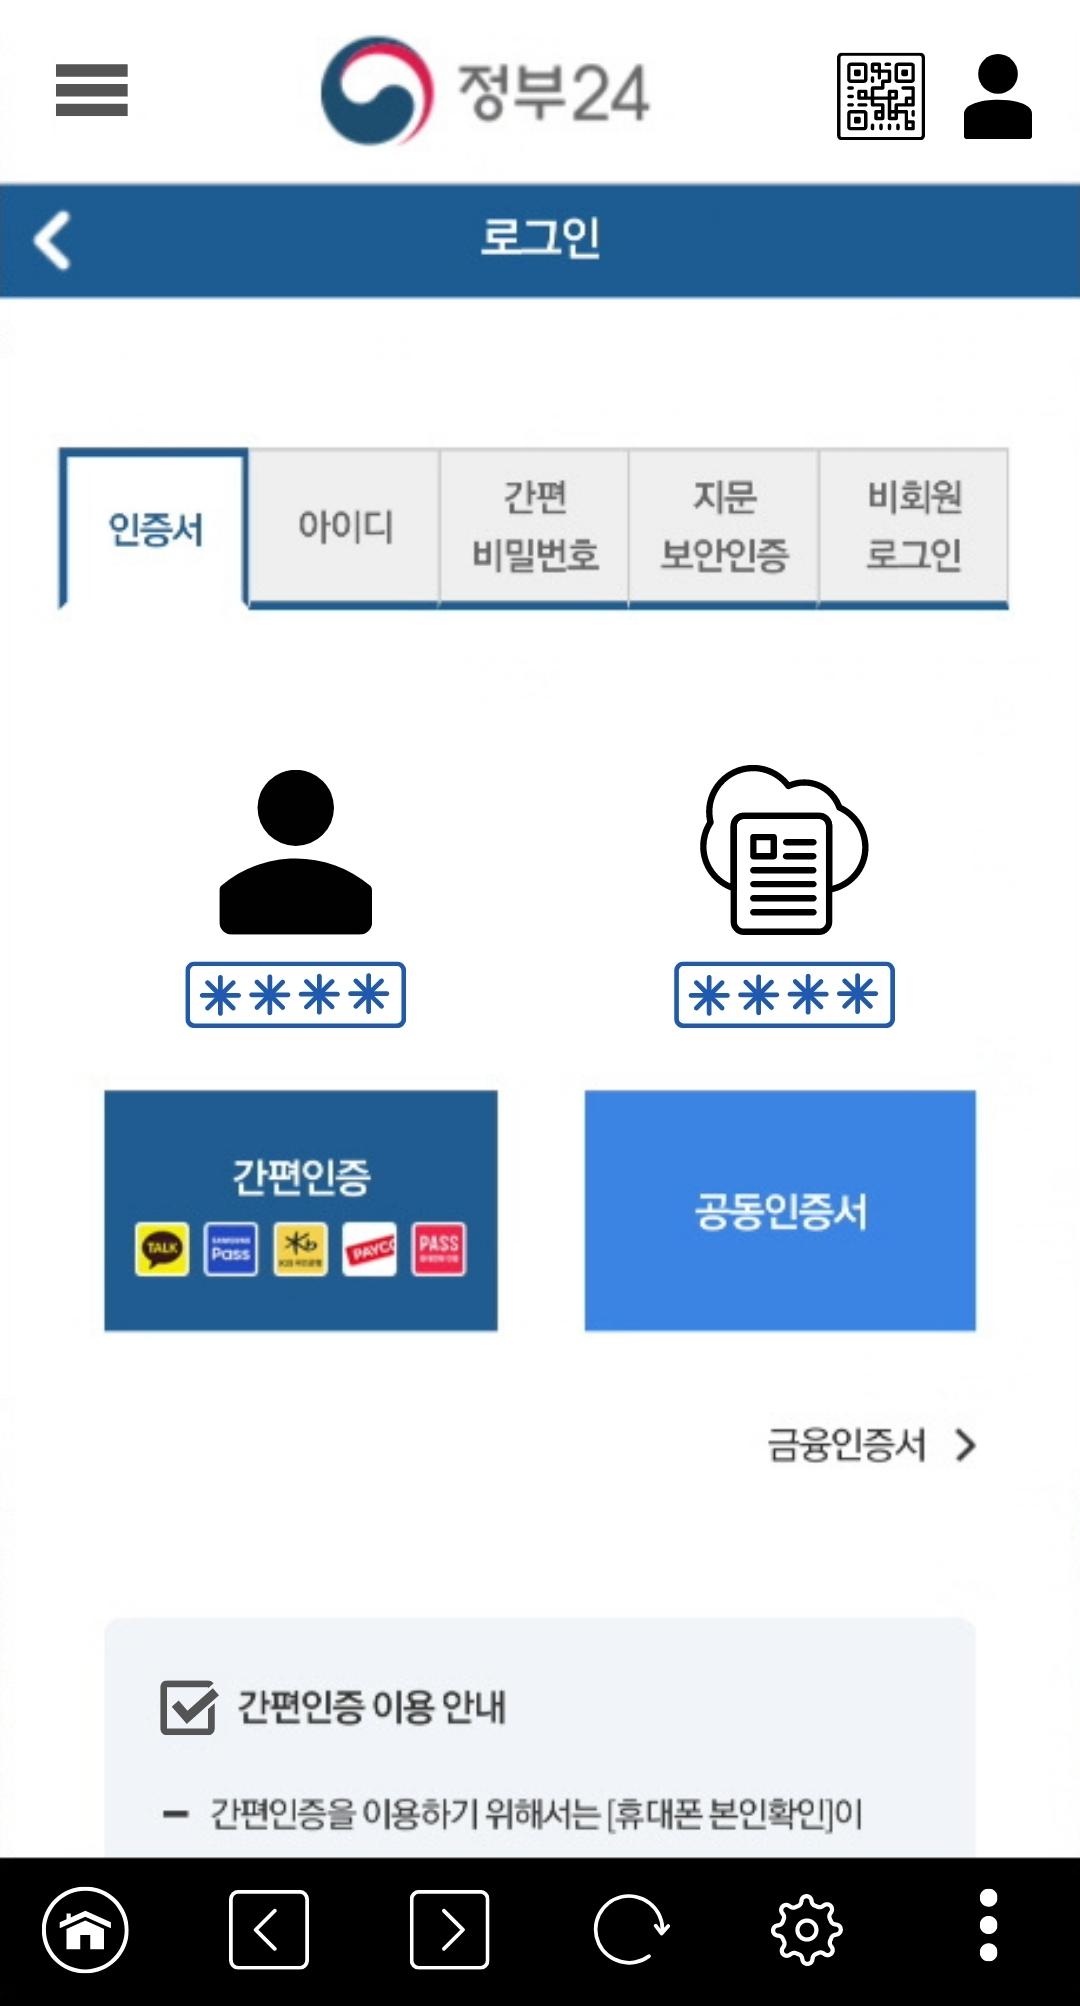 정부24
로그인
인증서
아이디
간편
비밀번호
지문
보안인증
비회원
로그인
간편인증
TALK
SAMSUNG
Pass
PAYCO
PASS
공동인증서
금융인증서
간편인증 이용 안내
간편인증을 이용하기 위해서는 [휴대폰 본인확인]이